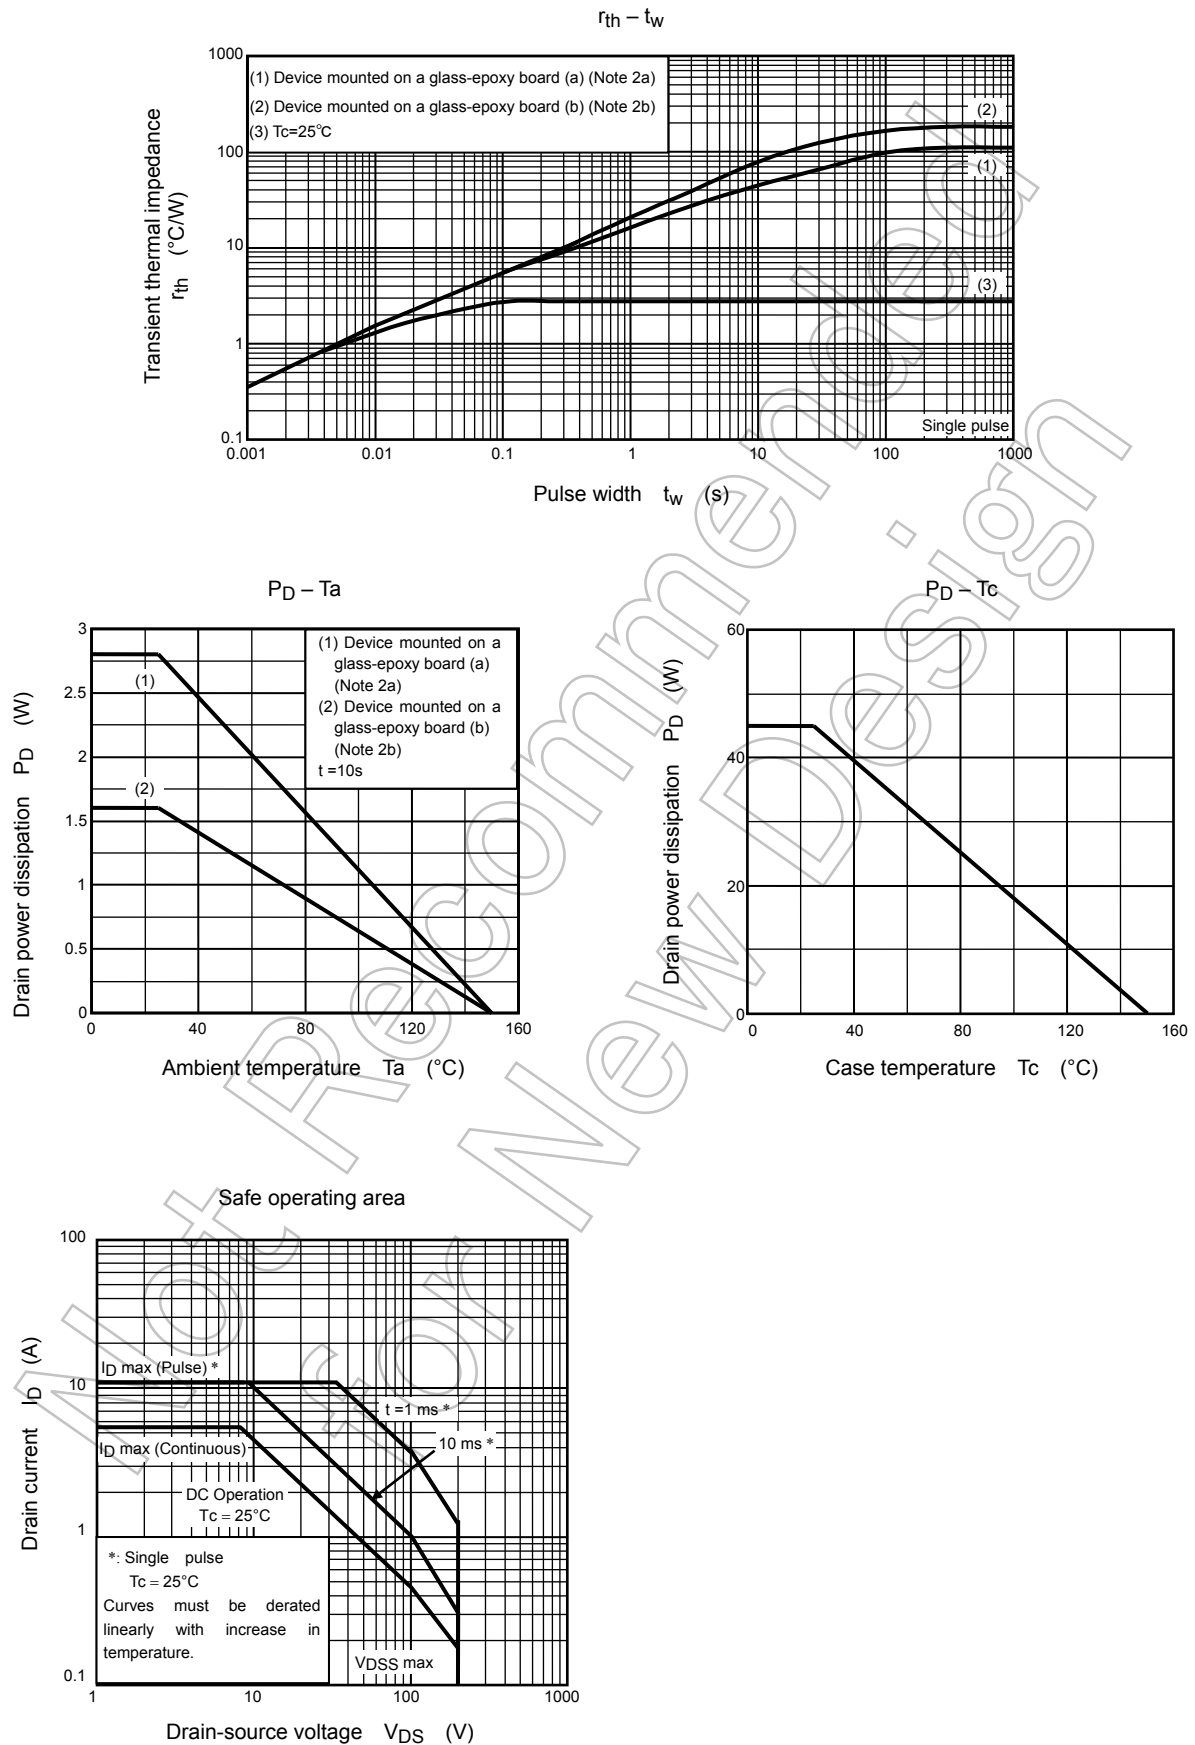 rth – tw
1000
100
10
1
0.1
0.001
0.01
0.1
1
10
100
1000
Transient thermal impedance
rth (°C/W)
(1) Device mounted on a glass-epoxy board (a) (Note 2a)
(2) Device mounted on a glass-epoxy board (b) (Note 2b)
(3) Tc=25°C
(2)
(1)
(3)
Single pulse
Pulse width tw (s)
PD – Ta
3
2.5
2
1.5
1
0.5
0
0
40
80
120
160
Drain power dissipation PD (W)
(1)
(2)
(1) Device mounted on a
glass-epoxy board (a)
(Note 2a)
(2) Device mounted on a
glass-epoxy board (b)
(Note 2b)
t =10s
Ambient temperature Ta (°C)
PD – Tc
60
40
20
0
0
40
80
120
160
Drain power dissipation PD (W)
Case temperature Tc (°C)
Safe operating area
100
10
1
0.1
1
10
100
1000
Drain current ID (A)
ID max (Pulse) *
t =1 ms *
10 ms *
ID max (Continuous)
DC Operation
Tc = 25°C
*: Single pulse
Tc = 25°C
Curves must be derated
linearly with increase in
temperature.
VDSS max
Drain-source voltage VDS (V)
Not Recommended
for New Design